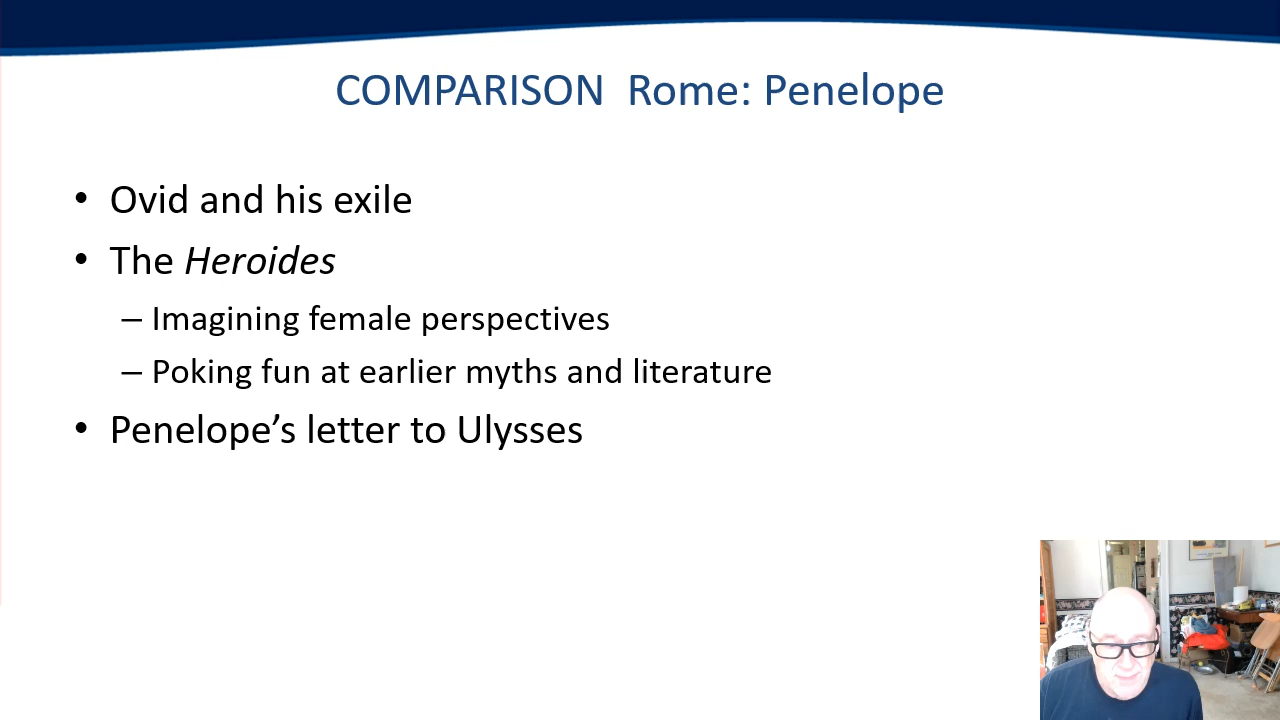 COMPARISON  Rome: Penelope
• Ovid and his exile
• The Heroides
– Imagining female perspectives
– Poking fun at earlier myths and literature
• Penelope’s letter to Ulysses